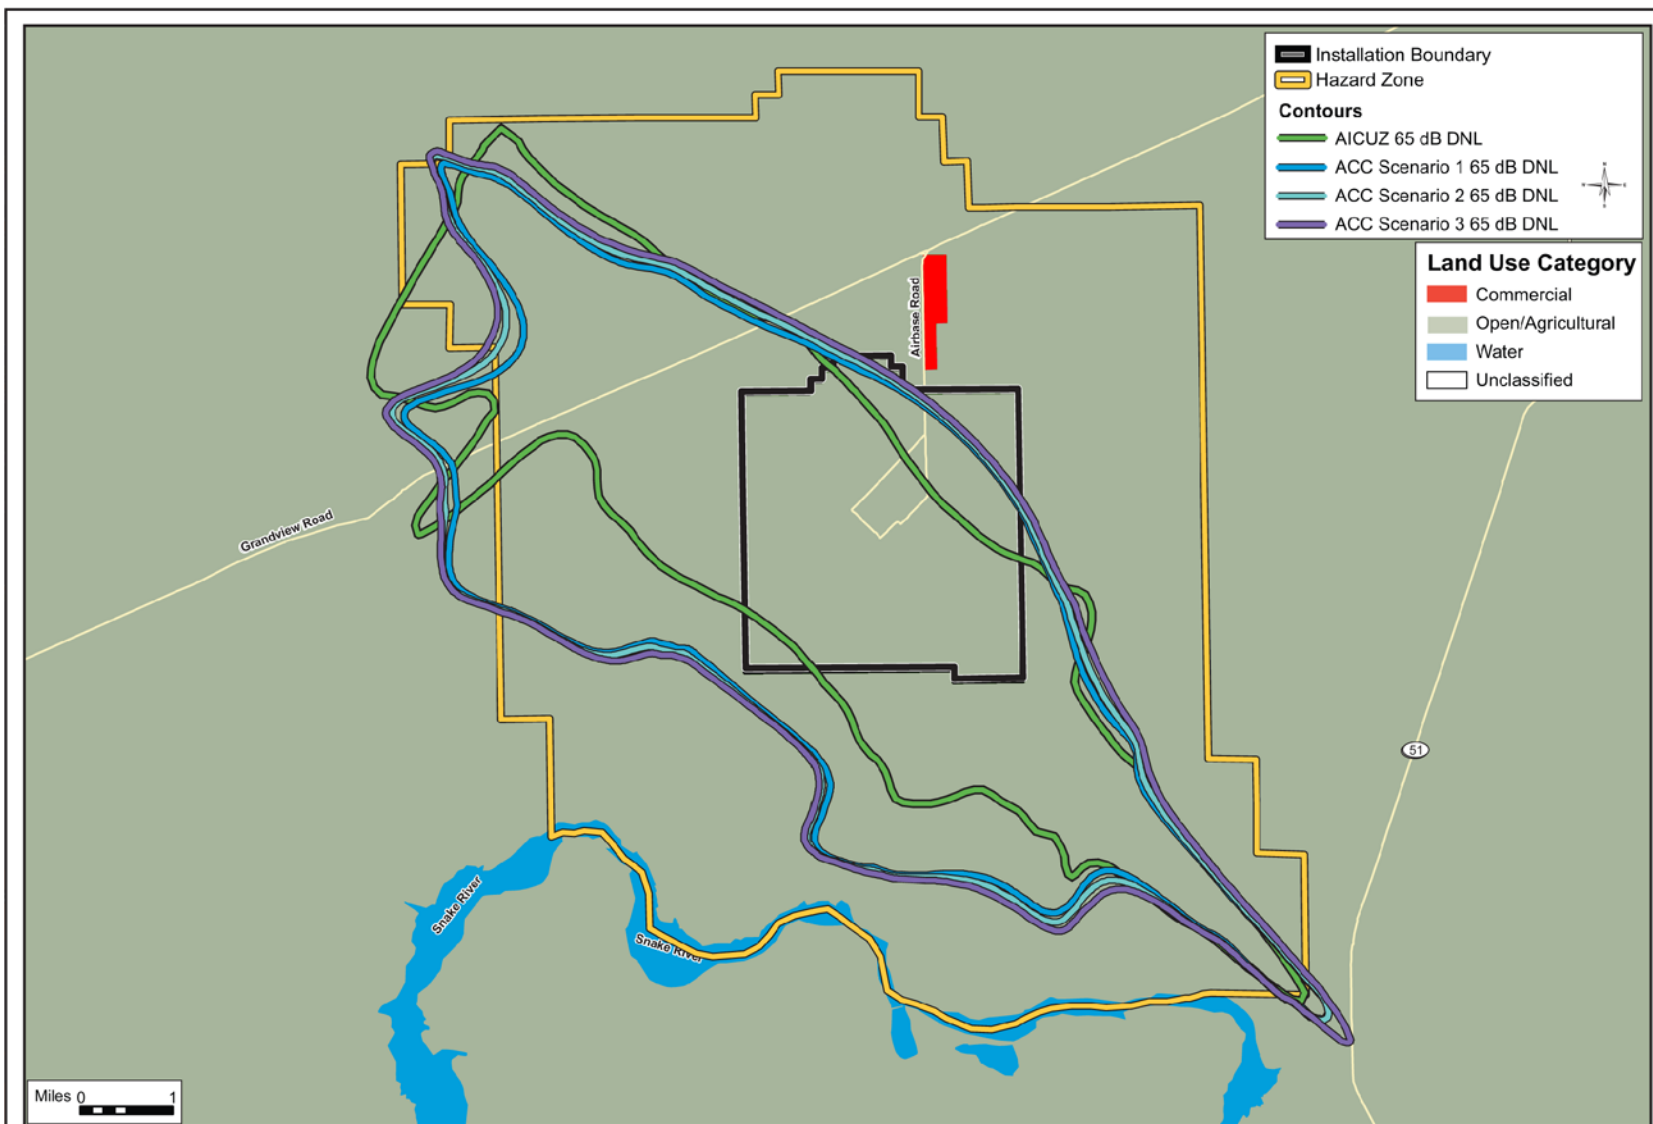 Installation Boundary
Hazard Zone
Contours
AICUZ 65 dB DNL
ACC Scenario 1 65 dB DNL
ACC Scenario 2 65 dB DNL
ACC Scenario 3 65 dB DNL
Land Use Category
Commercial
Open/Agricultural
Water
Unclassified
Airbase Road
Grandview Road
51
Snake River
Snake River
Miles 0 1